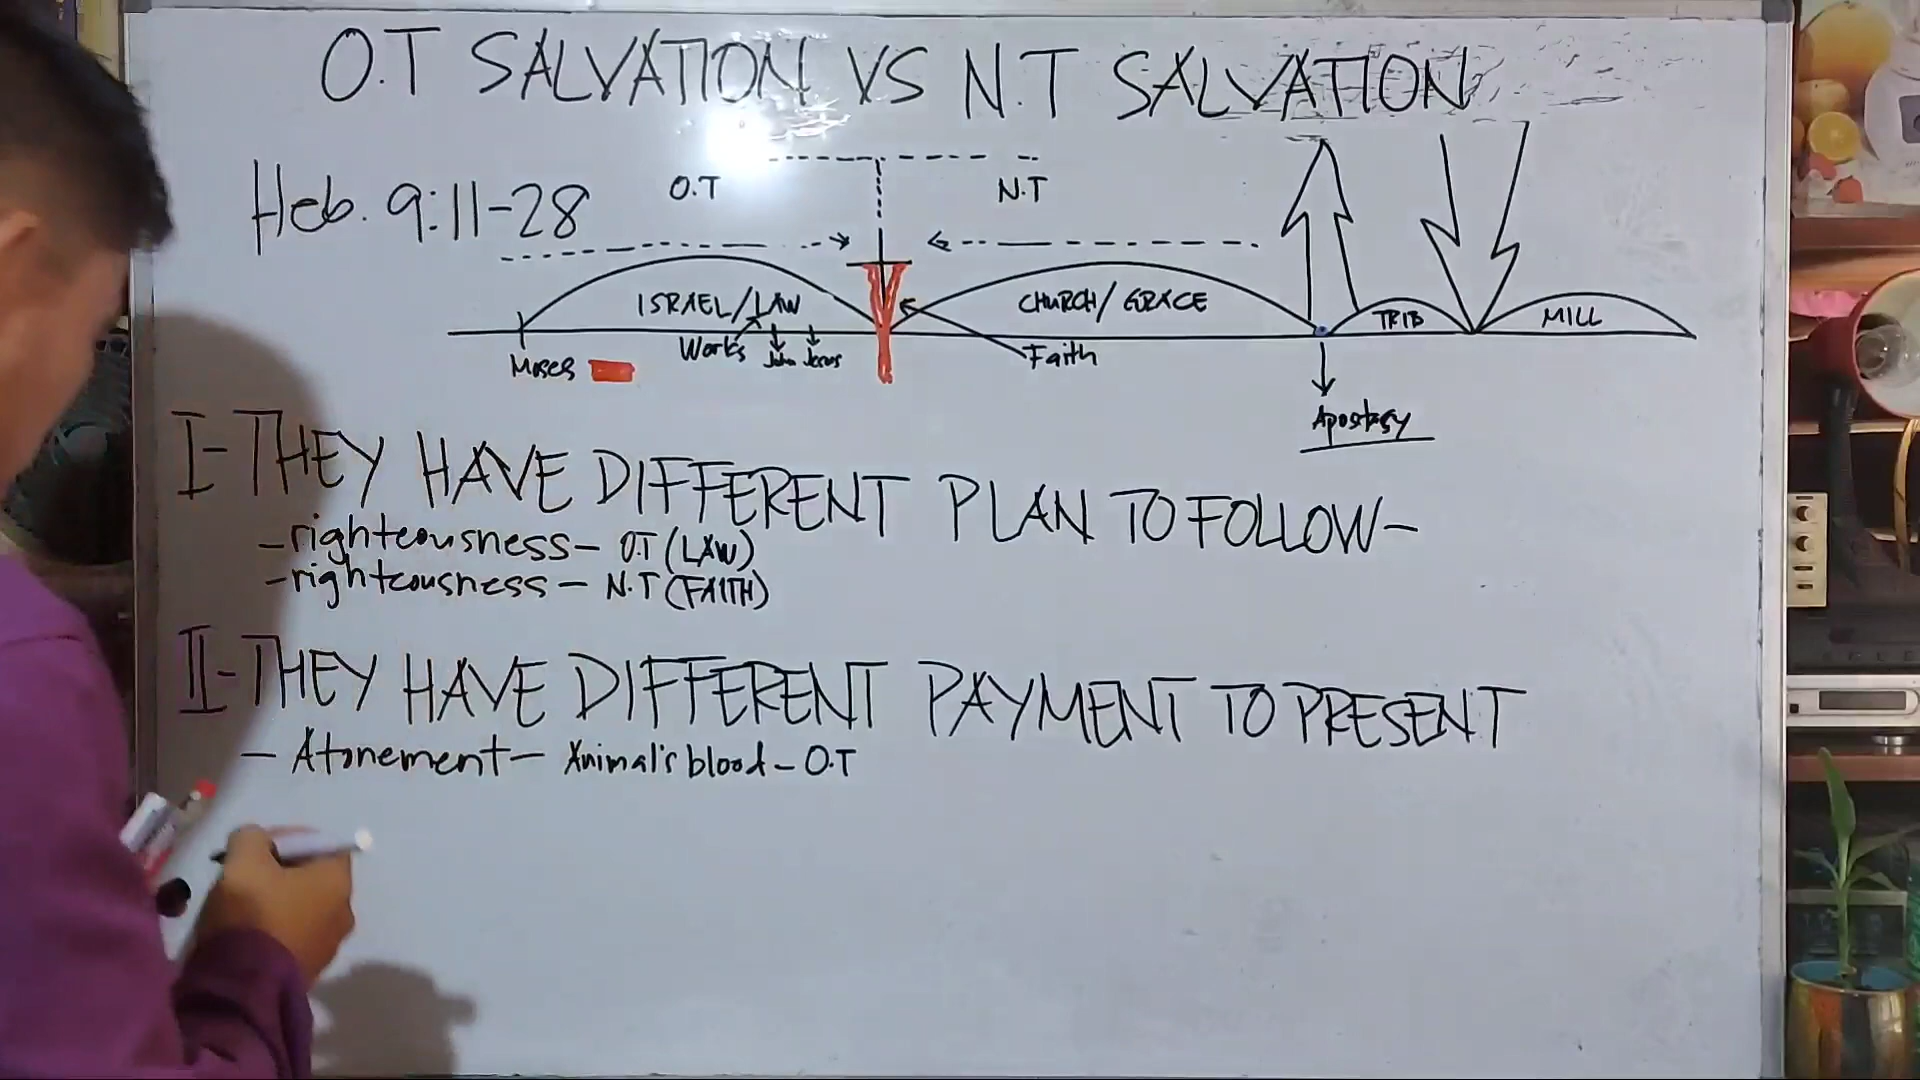 O.T SALVATION VS N.T SALVATION
Heb. 9:11-28
O.T
N.T
ISRAEL/LAW
CHURCH/GRACE
TRIB
MILL
Moses
Works
John Jesus
Faith
Apostasy
I-THEY HAVE DIFFERENT PLAN TO FOLLOW-
-righteousness- O.T (LAW)
-righteousness - N.T (FAITH)
II-THEY HAVE DIFFERENT PAYMENT TO PRESENT
- Atonement- Animal's blood - O.T